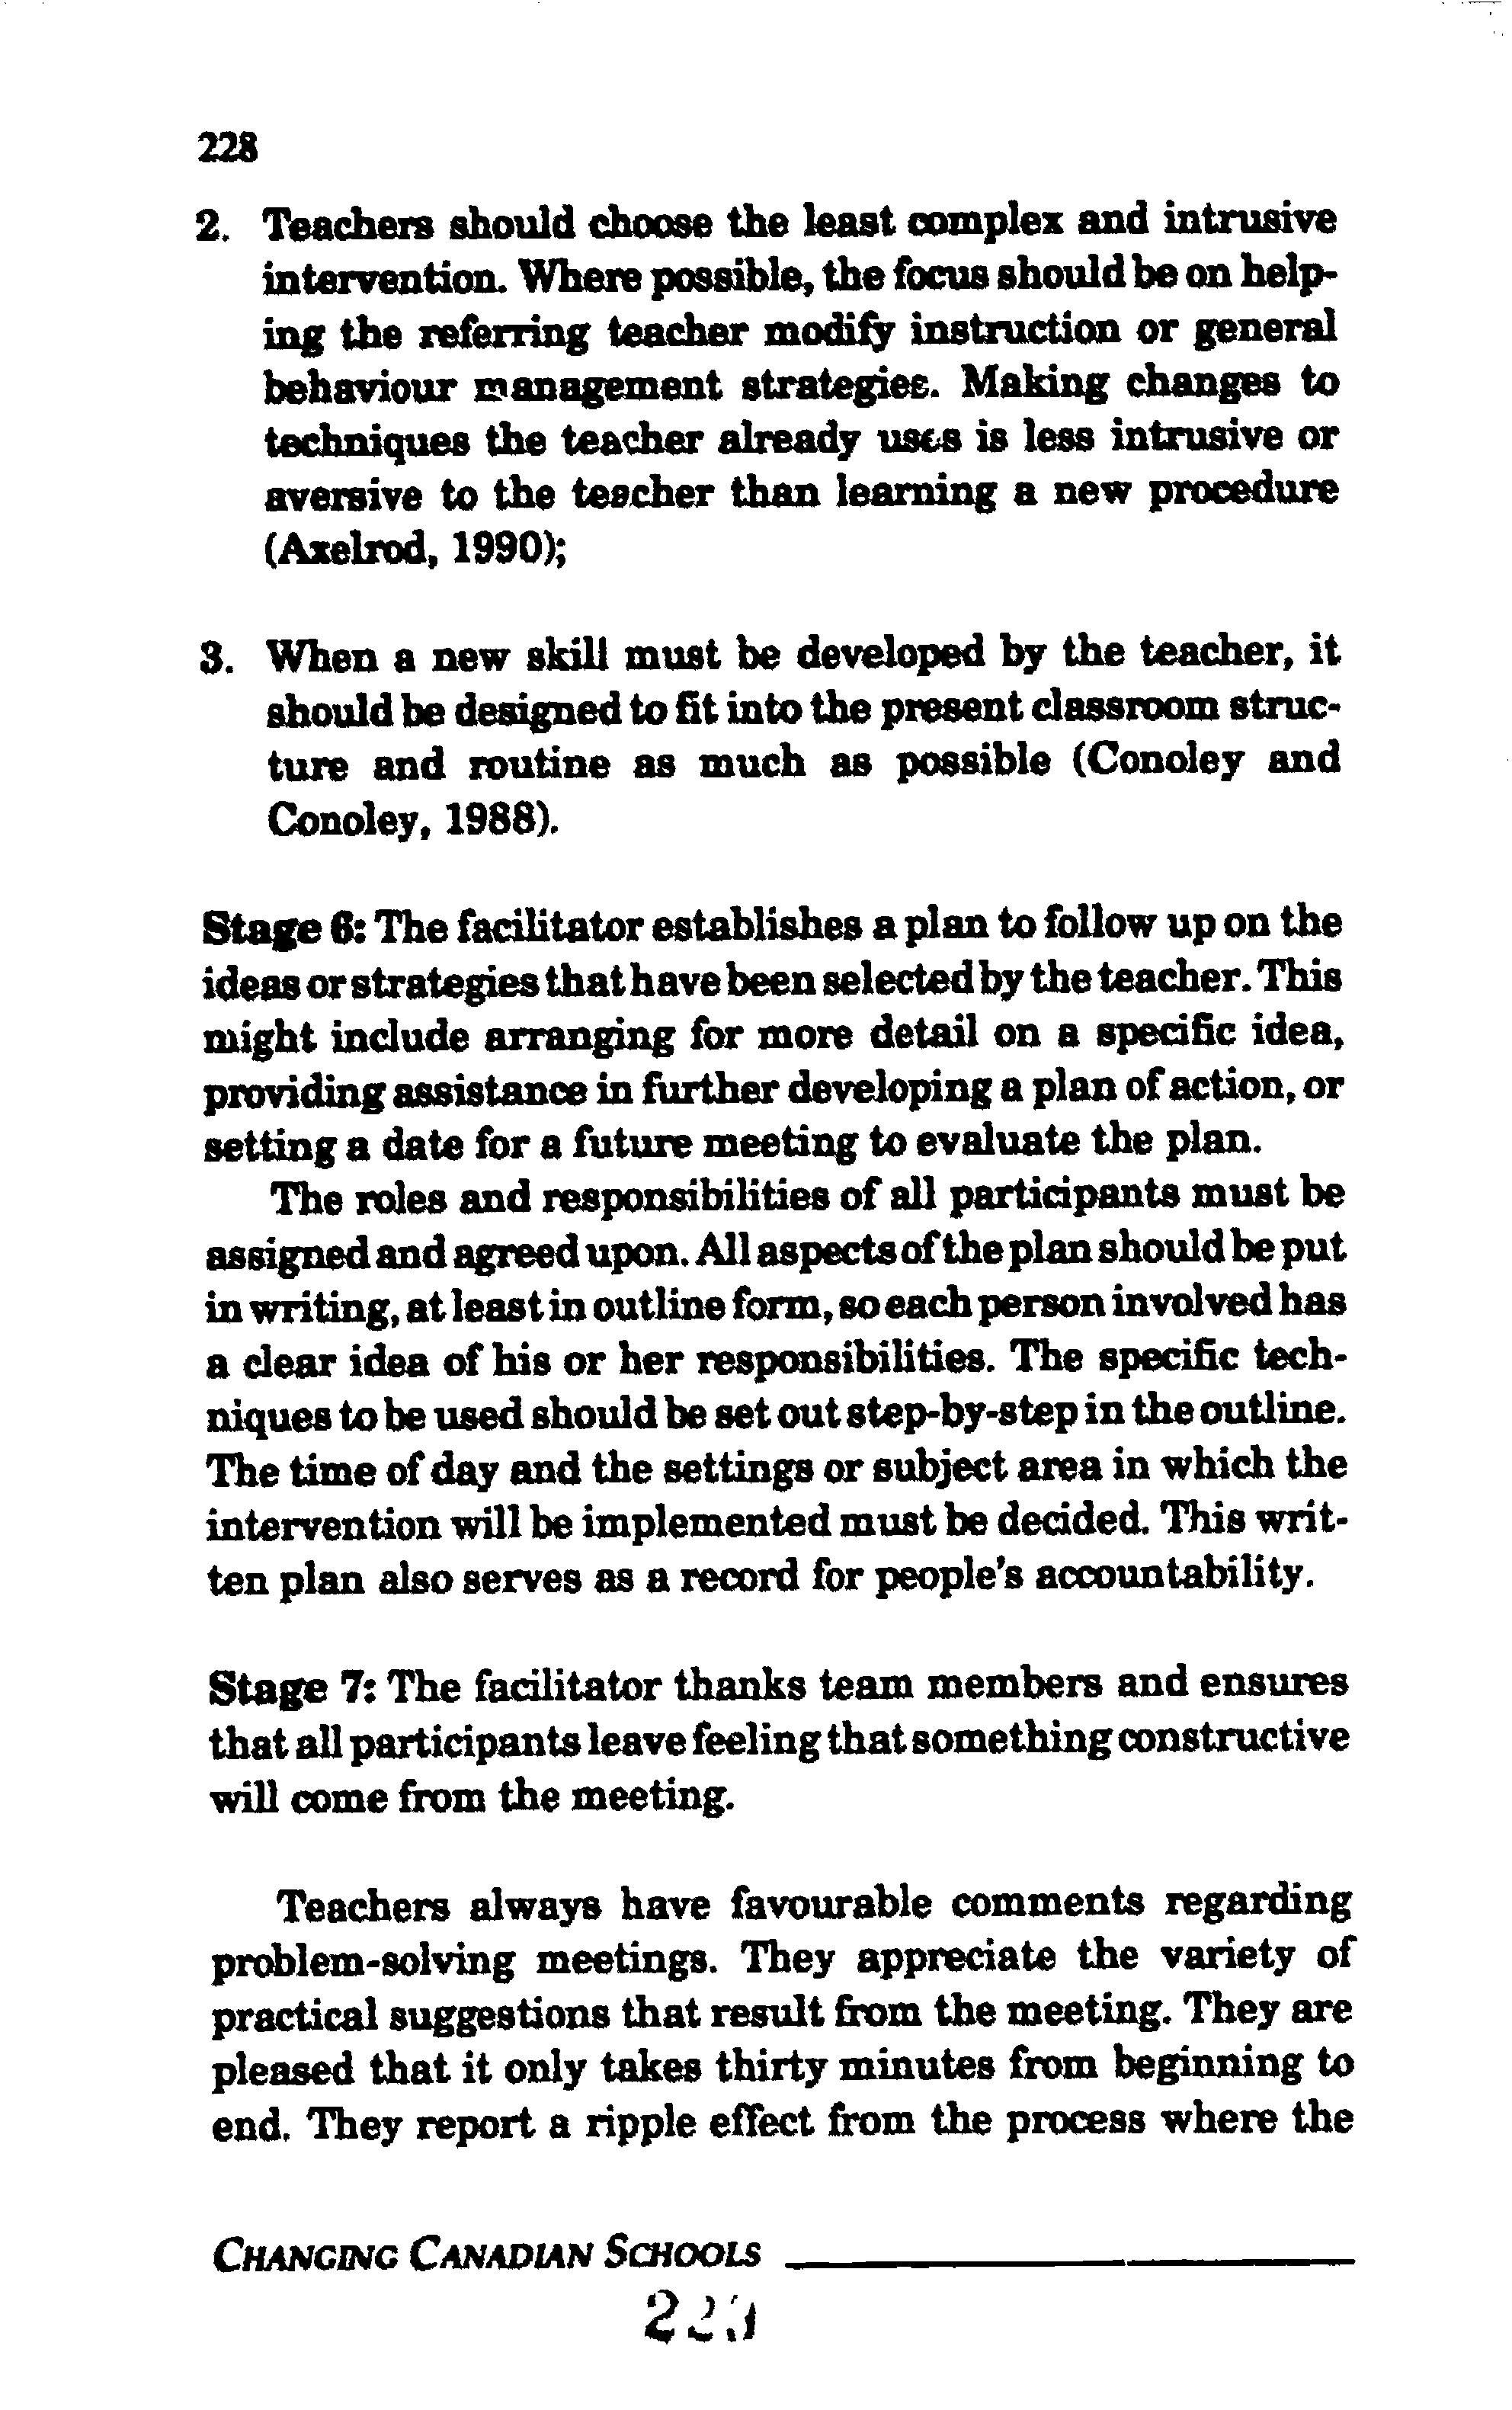 228
2. Teachers should choose the least complex and intrusive
intervention. Where possible, the focus should be on help-
ing the referring teacher modify instruction or general
behaviour management strategies. Making changes to
techniques the teacher already uses is less intrusive or
aversive to the teacher than learning a new procedure
(Axelrod, 1990);
3. When a new skill must be developed by the teacher, it
should be designed to fit into the present classroom struc-
ture and routine as much as possible (Conoley and
Conoley, 1988).
Stage 6: The facilitator establishes a plan to follow up on the
ideas or strategies that have been selected by the teacher. This
might include arranging for more detail on a specific idea,
providing assistance in further developing a plan of action, or
setting a date for a future meeting to evaluate the plan.
The roles and responsibilities of all participants must be
assigned and agreed upon. All aspects of the plan should be put
in writing, at least in outline form, so each person involved has
a clear idea of his or her responsibilities. The specific tech-
niques to be used should be set out step-by-step in the outline.
The time of day and the settings or subject area in which the
intervention will be implemented must be decided. This writ-
ten plan also serves as a record for people's accountability.
Stage 7: The facilitator thanks team members and ensures
that all participants leave feeling that something constructive
will come from the meeting.
Teachers always have favourable comments regarding
problem-solving meetings. They appreciate the variety of
practical suggestions that result from the meeting. They are
pleased that it only takes thirty minutes from beginning to
end. They report a ripple effect from the process where the
CHANGING CANADIAN SCHOOLS